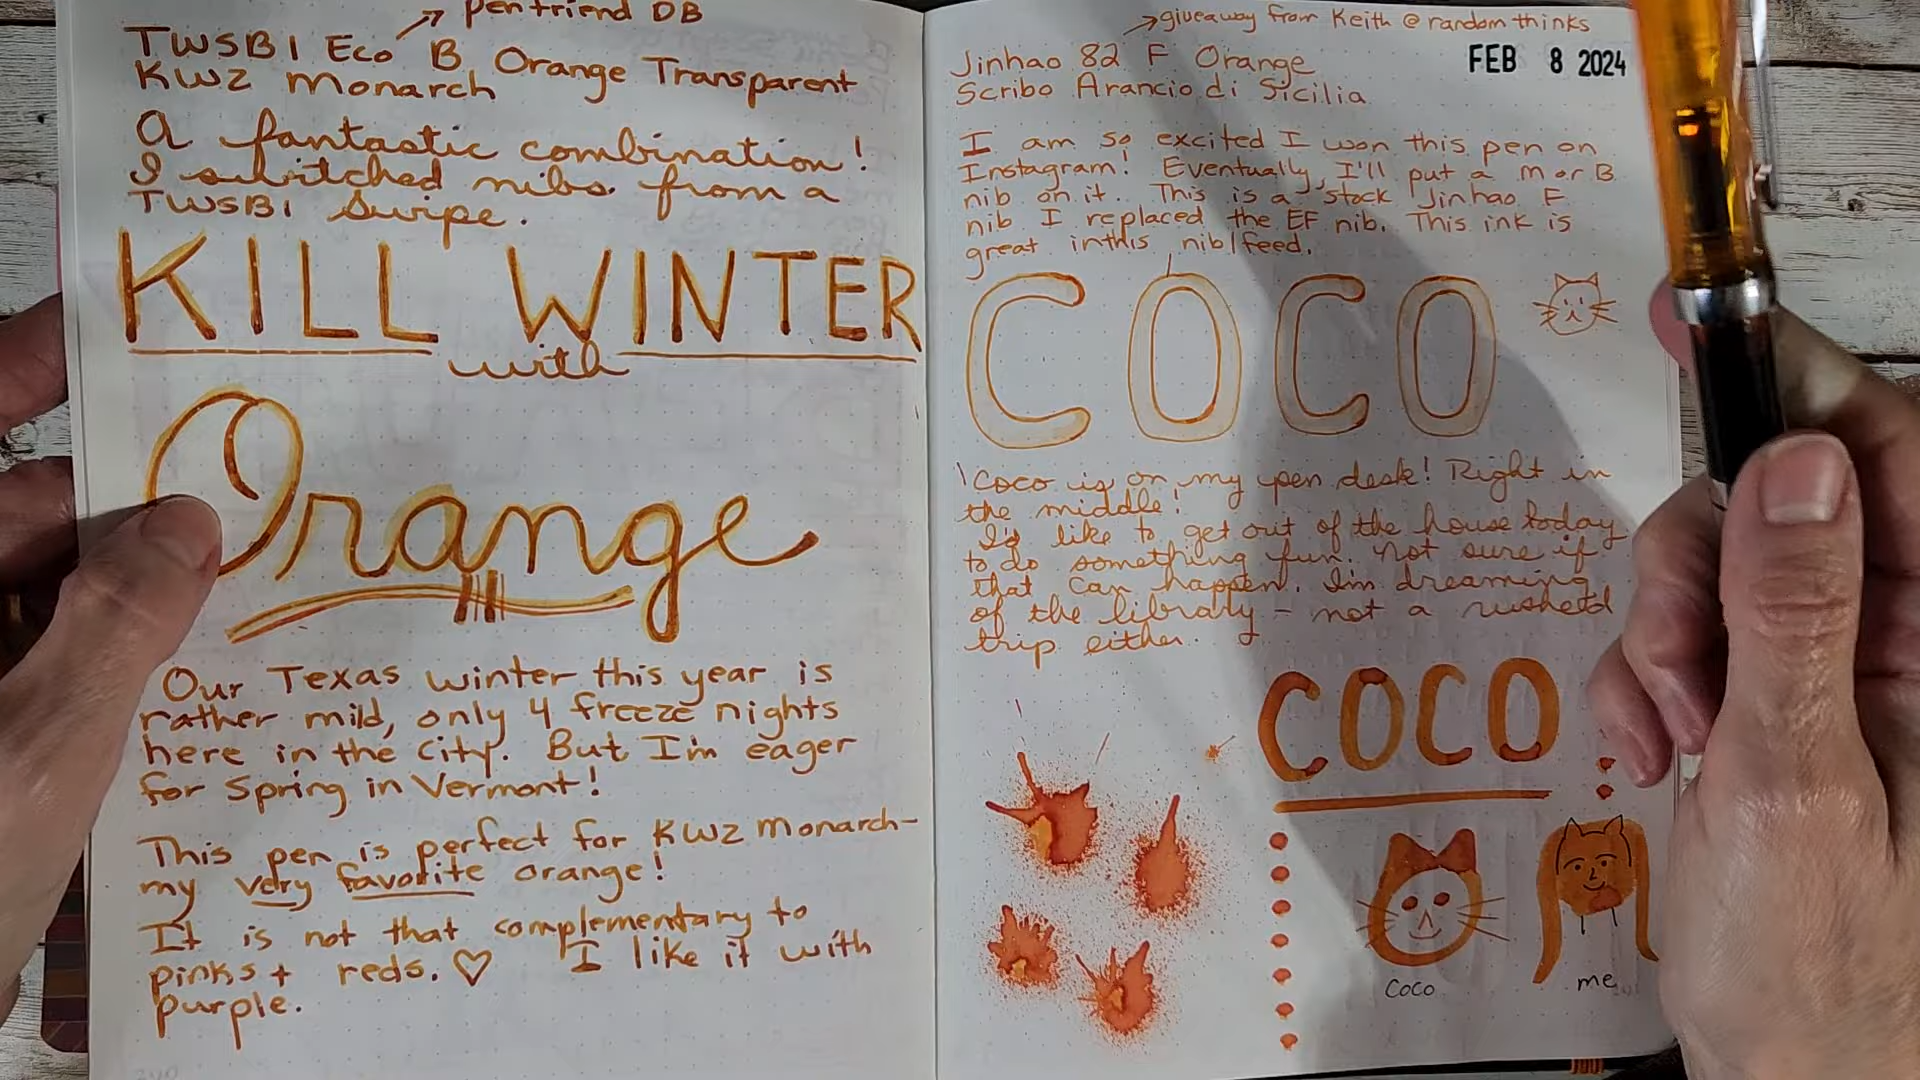 pen friend DB
TWSBI Eco B Orange Transparent
KWZ Monarch
A fantastic combination!
I switched nibs from a
TWSBI Swipe.
KILL WINTER
with
Orange
Our Texas winter this year is
rather mild, only 4 freeze nights
here in the city. But I'm eager
for Spring in Vermont!
This pen is perfect for KWZ Monarch-
my very favorite orange!
It is not that complementary to
pinks + reds. ♡ I like it with
purple.
giveaway from Keith @ random thinks
Jinhao 82 F Orange
FEB 8 2024
Scribo Arancio di Sicilia
I am so excited I won this pen on
Instagram! Eventually, I'll put a M or B
nib on it. This is a stock Jinhao F
nib I replaced the EF nib. This ink is
great in this nib/feed.
COCO
Coco is on my pen desk! Right in
the middle!
I'd like to get out of the house today
to do something fun. Not sure if
that can happen. I'm dreaming
of the library - not a rushed
trip either.
COCO
Coco
me